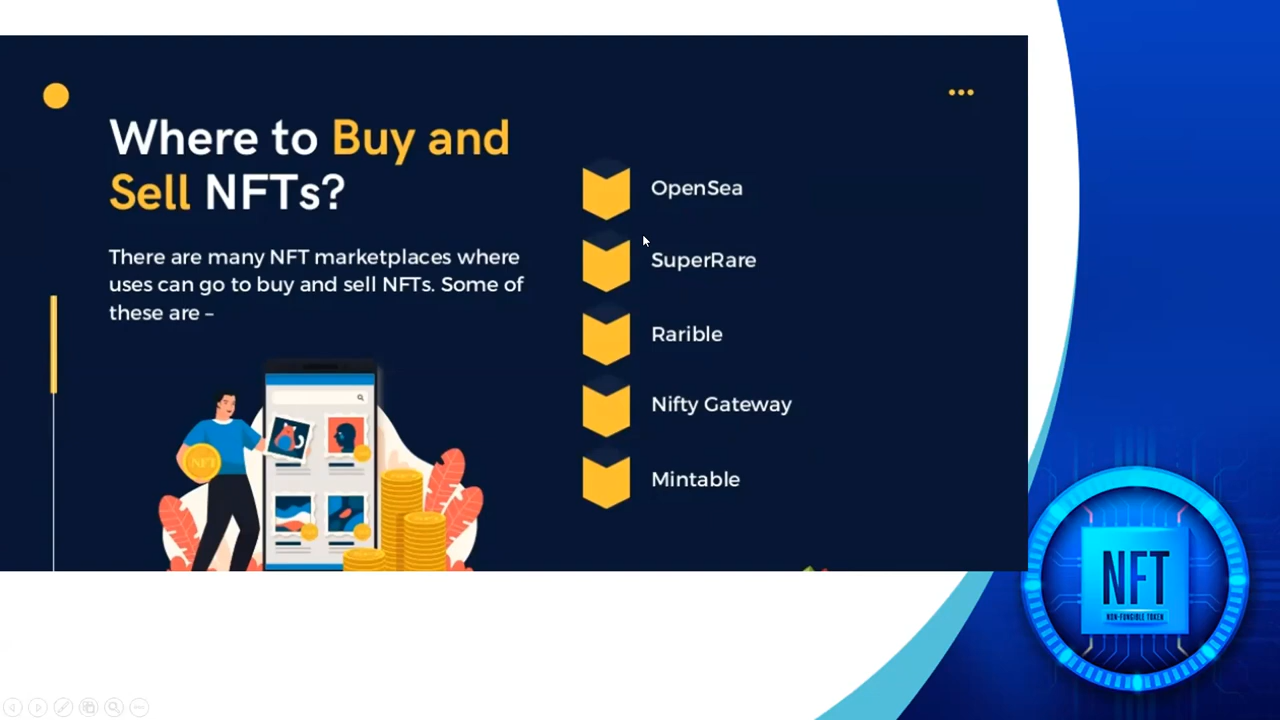 Where to Buy and
Sell NFTs?
There are many NFT marketplaces where
uses can go to buy and sell NFTs. Some of
these are –
OpenSea
SuperRare
Rarible
Nifty Gateway
Mintable
NFT
NFT
NON-FUNGIBLE TOKEN